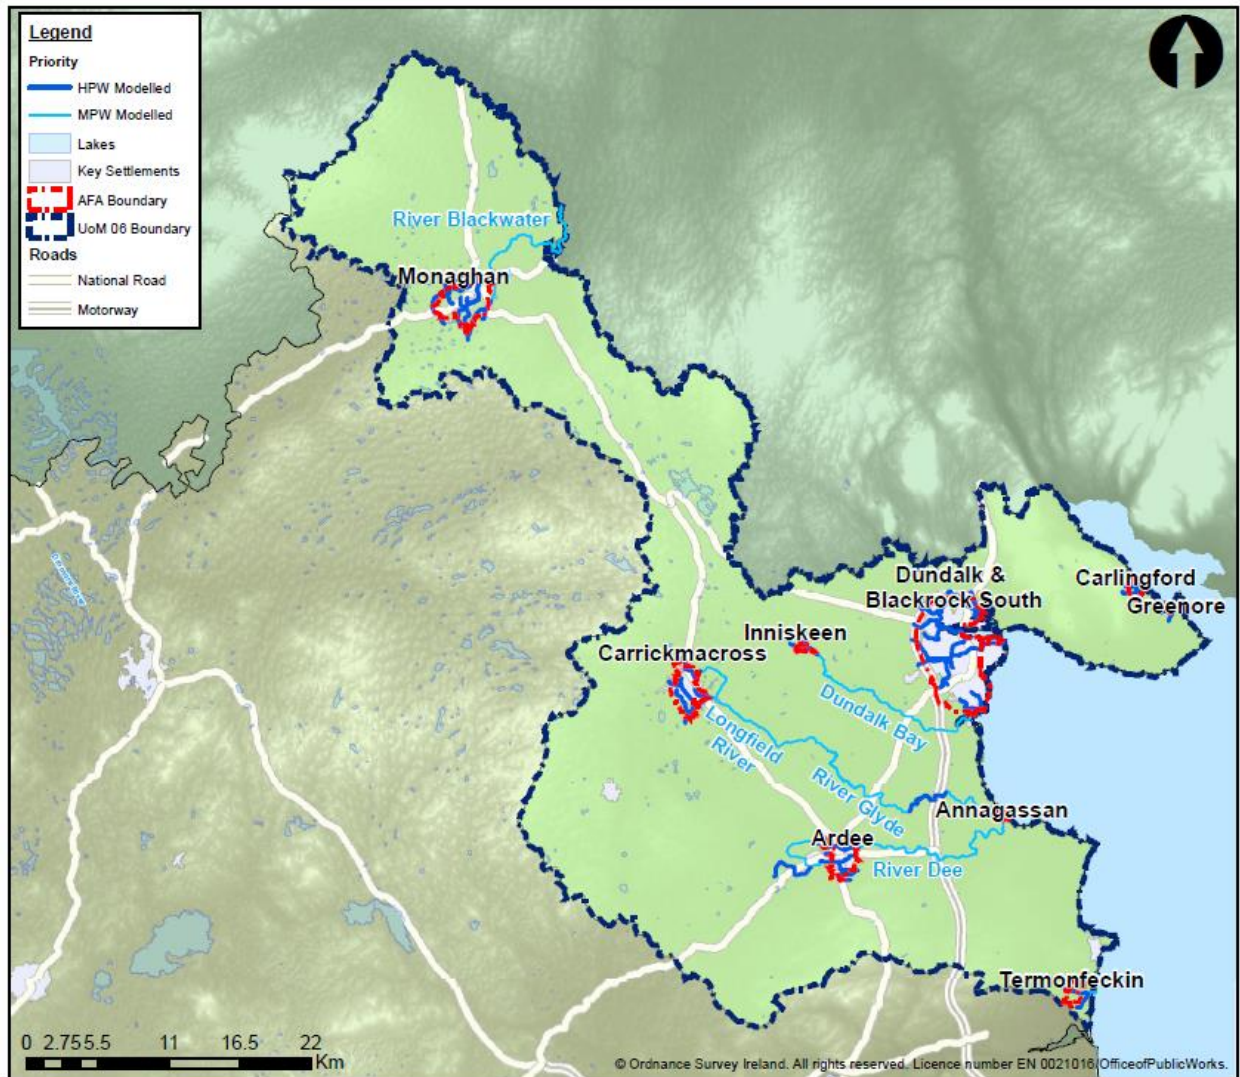 Legend
Priority
HPW Modelled
MPW Modelled
Lakes
Key Settlements
AFA Boundary
UoM 06 Boundary
Roads
National Road
Motorway
River Blackwater
Monaghan
Dundalk &
Blackrock South
Carlingford
Greenore
Inniskeen
Carrickmacross
Dundalk Bay
Longfield
River
River Glyde
Annagassan
Ardee
River Dee
Termonfeckin
0 2.75 5.5 11 16.5 22
Km
© Ordnance Survey Ireland. All rights reserved. Licence number EN 0021016/OfficeofPublicWorks.